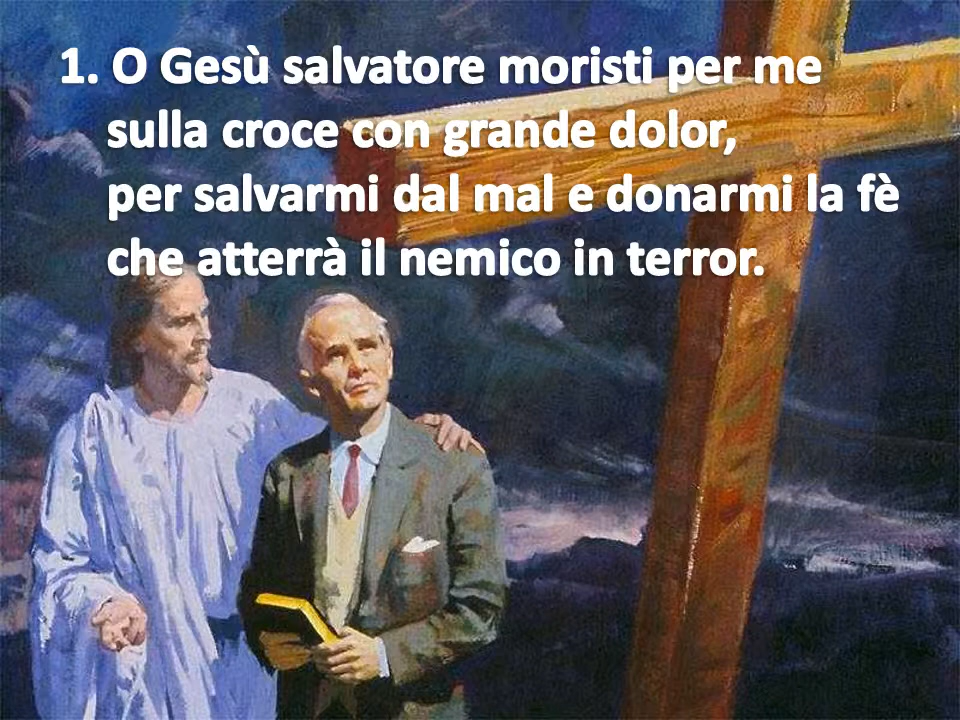 1. O Gesù salvatore moristi per me
sulla croce con grande dolor,
per salvarmi dal mal e donarmi la fè
che atterrà il nemico in terror.